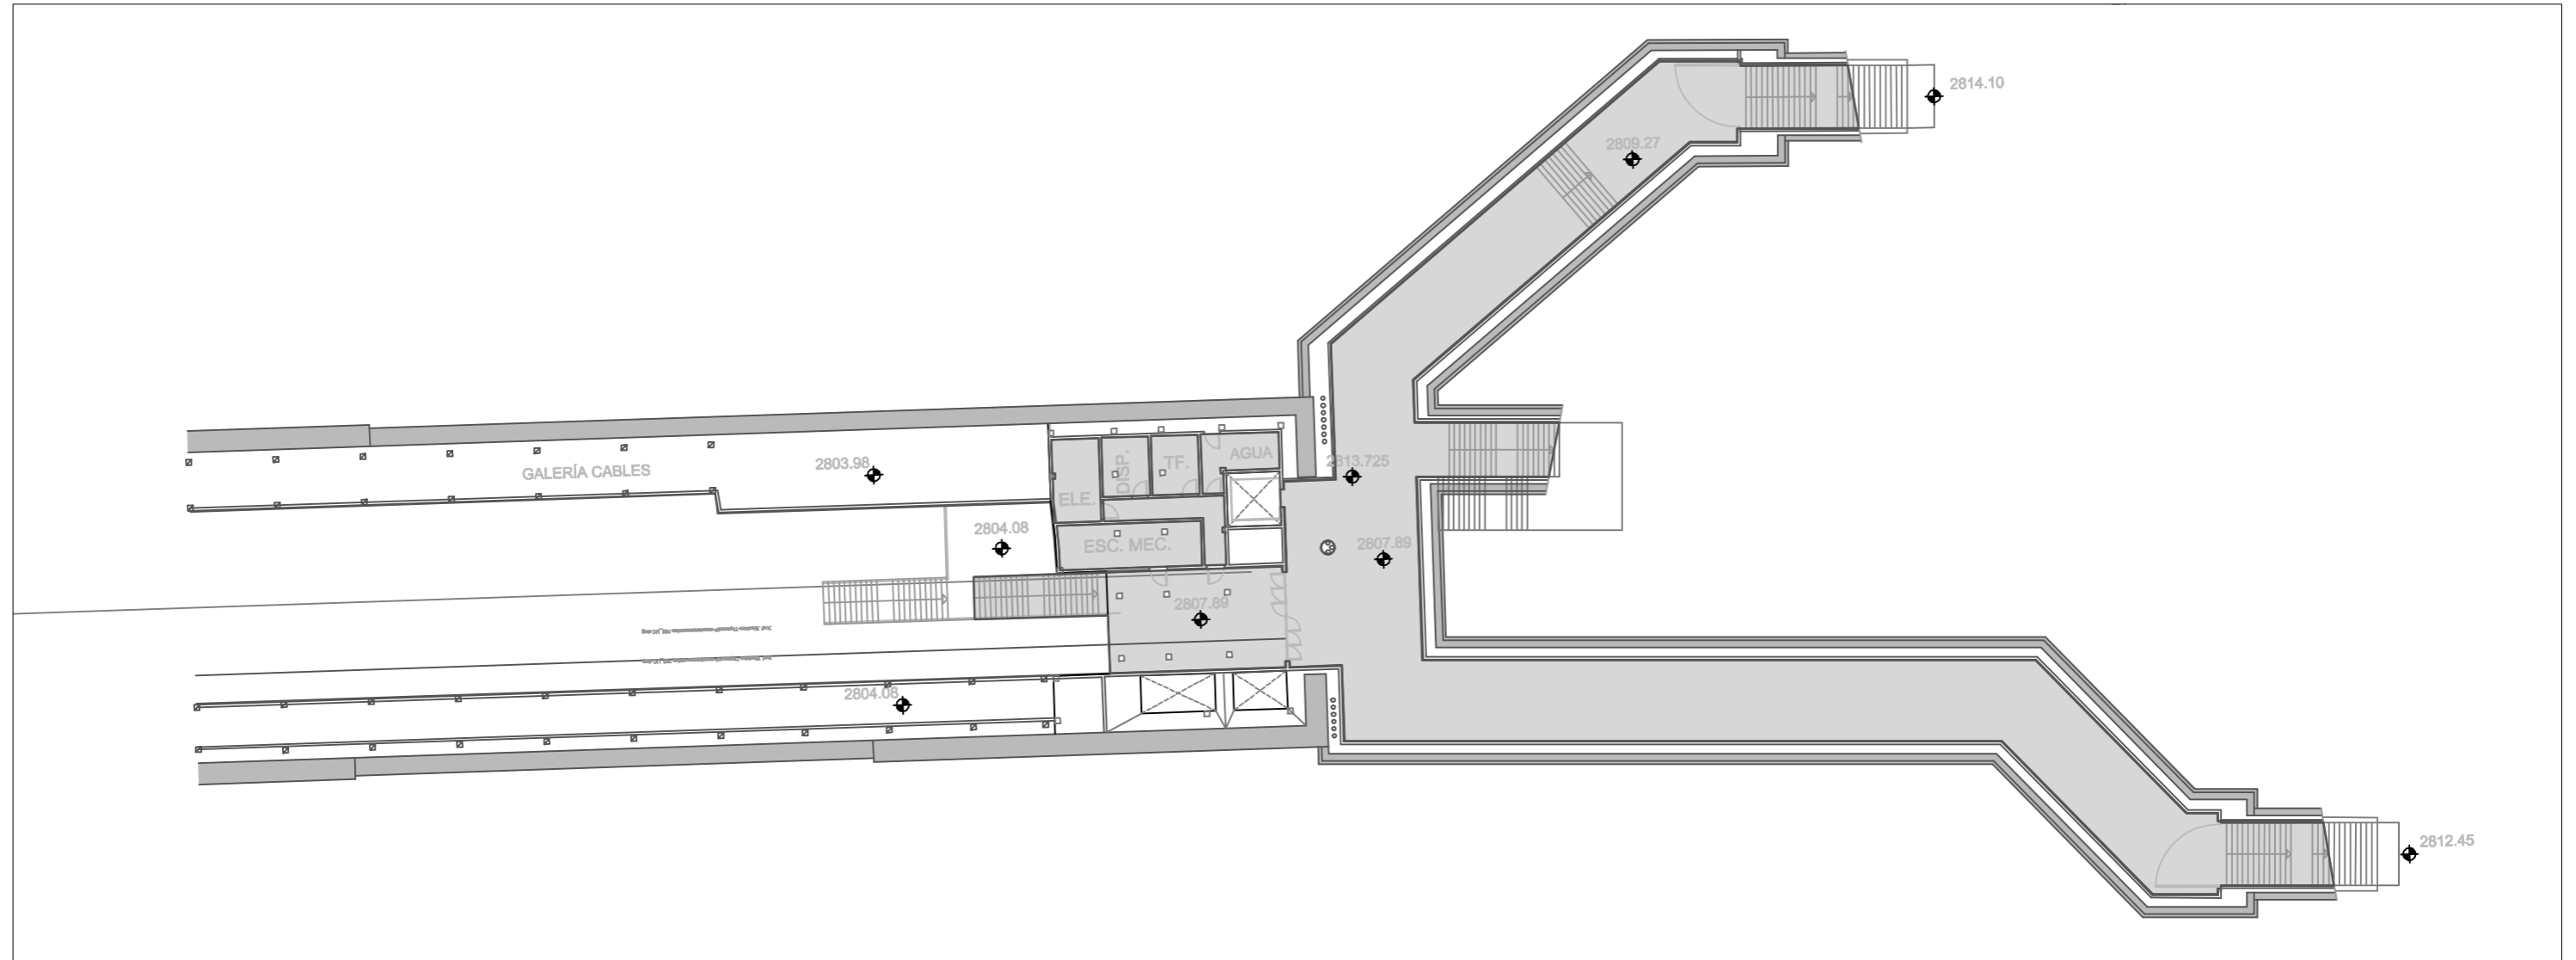 2814.10
2809.27
GALERÍA CABLES
2803.98
DISP.
TF.
AGUA
2813.725
ELE.
2804.08
ESC. MEC.
2807.89
2807.89
2804.08
2812.45